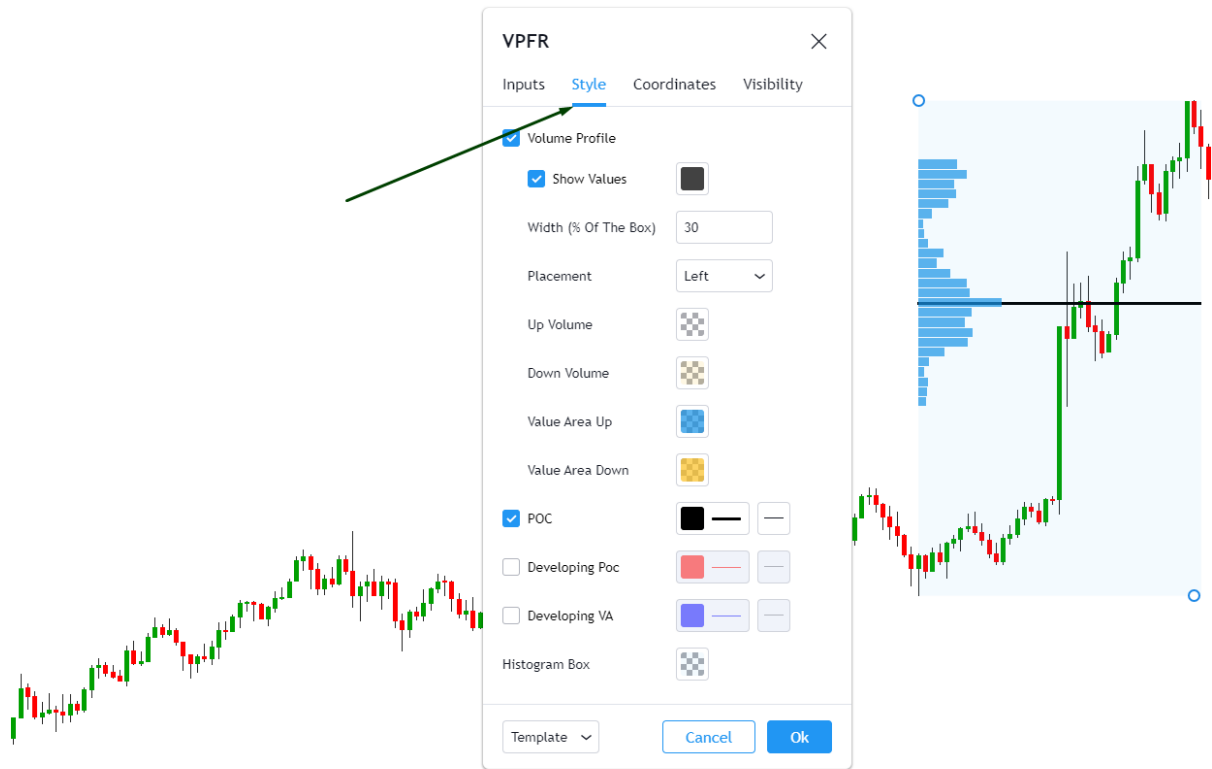 VPFR
Inputs Style Coordinates Visibility
Volume Profile
Show Values
Width (% Of The Box) 30
Placement Left
Up Volume
Down Volume
Value Area Up
Value Area Down
POC
Developing Poc
Developing VA
Histogram Box
Template Cancel Ok